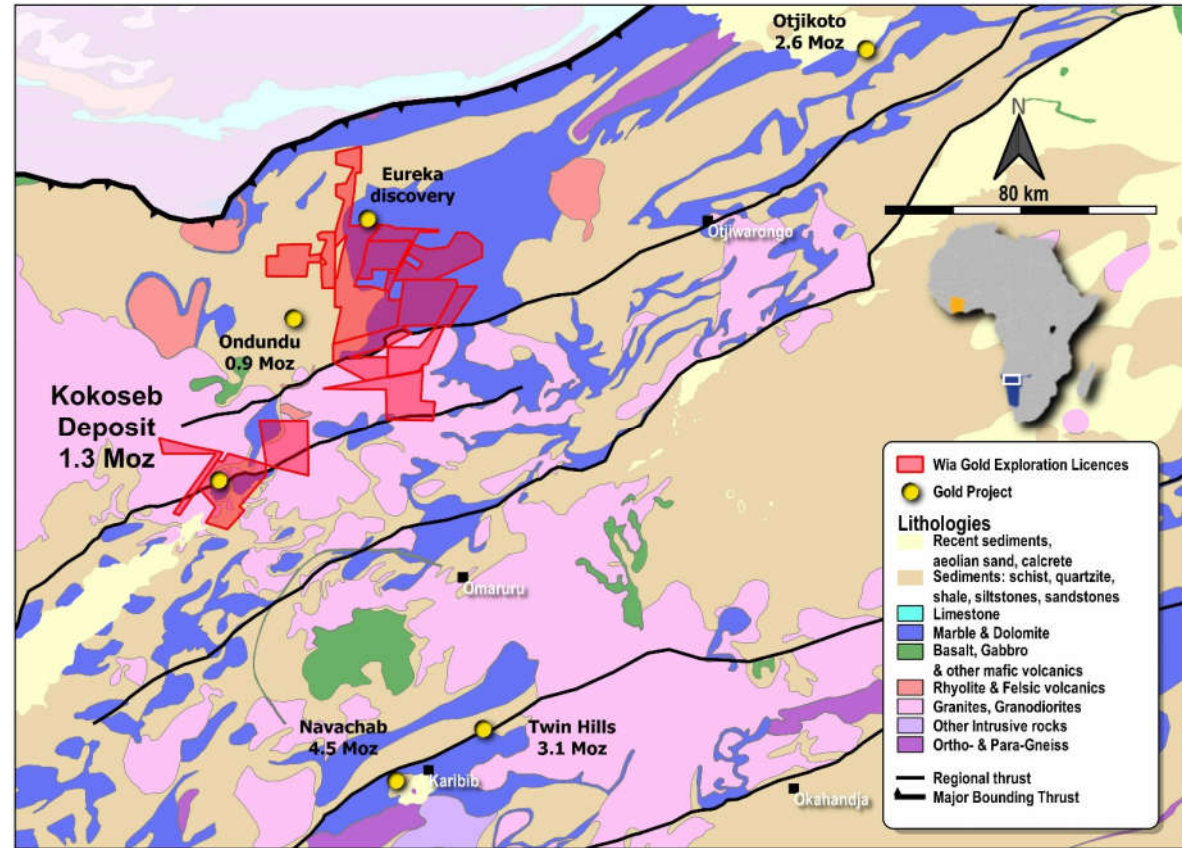 Otjikoto
2.6 Moz
N
80 km
Eureka
discovery
Otjiwarongo
Ondundu
0.9 Moz
Kokoseb
Deposit
1.3 Moz
Omaruru
Navachab
4.5 Moz
Twin Hills
3.1 Moz
Karibib
Okahandja
Wia Gold Exploration Licences
Gold Project
Lithologies
Recent sediments,
aeolian sand, calcrete
Sediments: schist, quartzite,
shale, siltstones, sandstones
Limestone
Marble & Dolomite
Basalt, Gabbro
& other mafic volcanics
Rhyolite & Felsic volcanics
Granites, Granodiorites
Other Intrusive rocks
Ortho- & Para-Gneiss
Regional thrust
Major Bounding Thrust